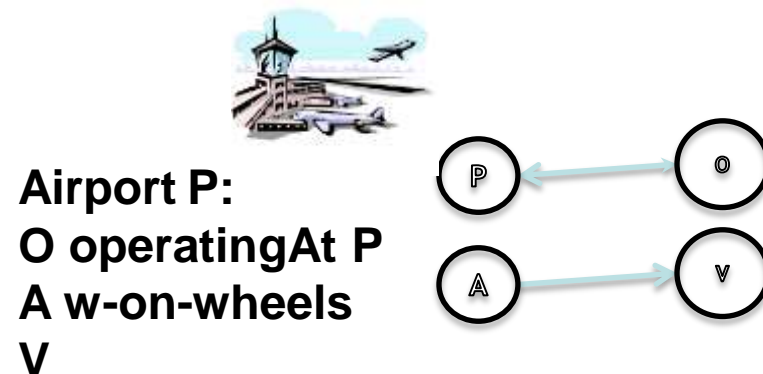 Airport P:
O operatingAt P
A w-on-wheels
V
P
O
A
V